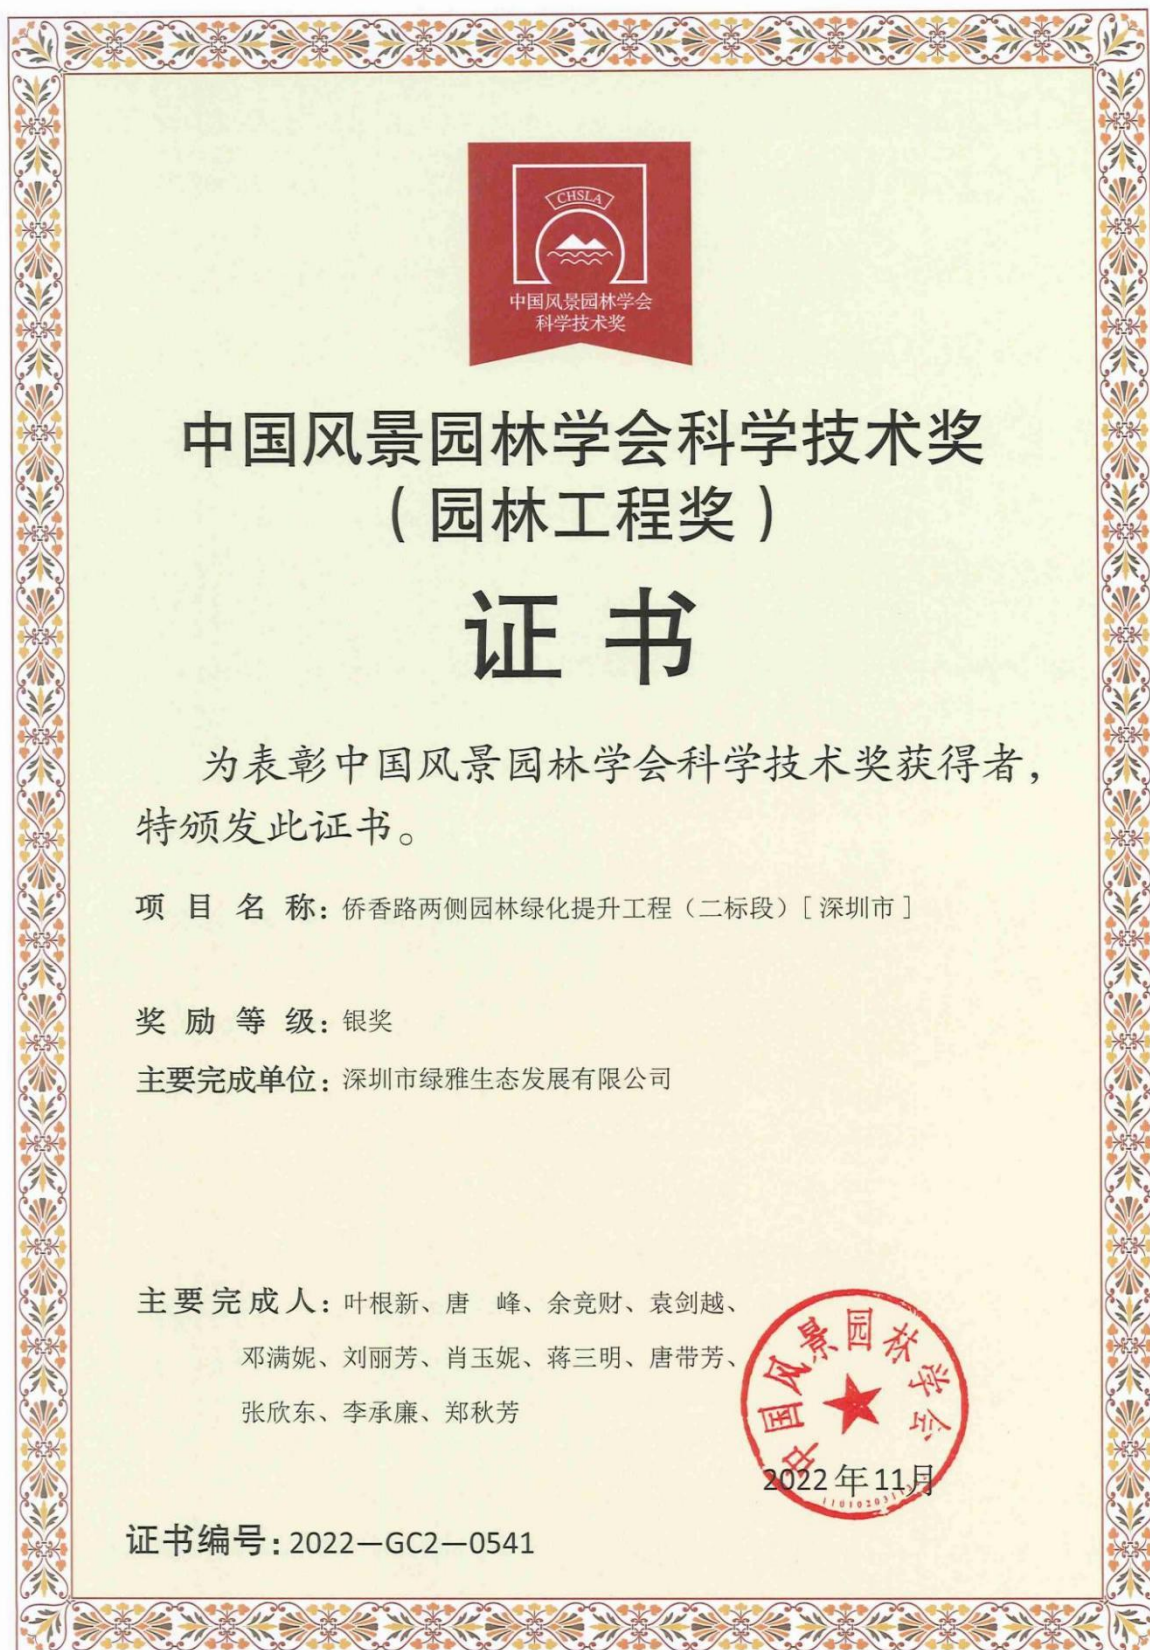 CHSLA
中国风景园林学会
科学技术奖
中国风景园林学会科学技术奖
（园林工程奖）
证书
为表彰中国风景园林学会科学技术奖获得者，
特颁发此证书。
项目名称：侨香路两侧园林绿化提升工程（二标段）[深圳市]
奖励等级：银奖
主要完成单位：深圳市绿雅生态发展有限公司
主要完成人：叶根新、唐　峰、余竞财、袁剑越、
邓满妮、刘丽芳、肖玉妮、蒋三明、唐带芳、
张欣东、李承廉、郑秋芳
中国风景园林学会
2022年11月
证书编号：2022—GC2—0541